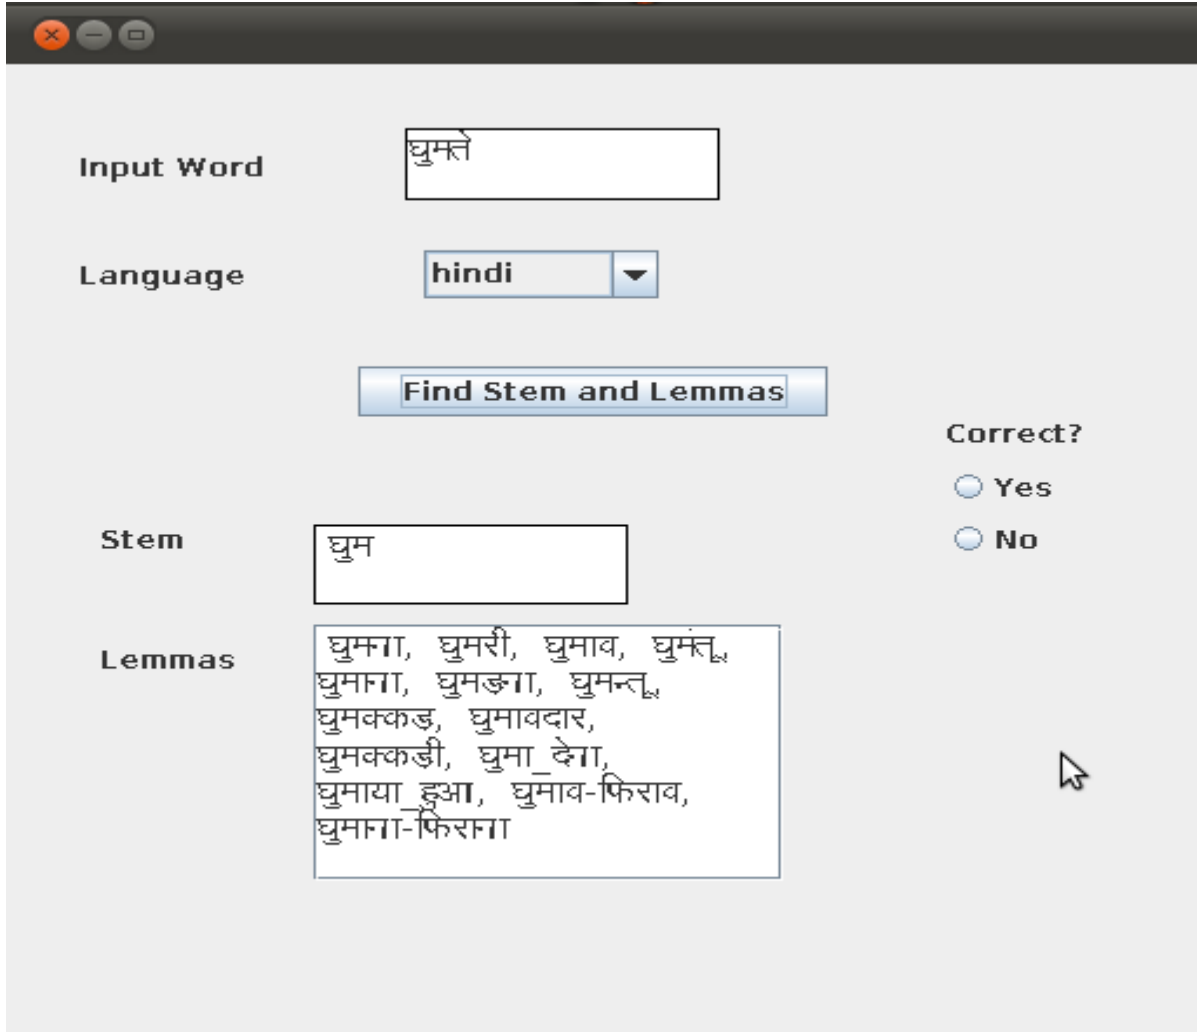 Input Word
घुमते
Language
hindi
Find Stem and Lemmas
Correct?
Yes
No
Stem
घुम
Lemmas
घुमना, घुमरी, घुमाव, घुमंतू,
घुमाना, घुमड़ना, घुमन्तू,
घुमक्कड़, घुमावदार,
घुमक्कड़ी, घुमा_देना,
घुमाया_हुआ, घुमाव-फिराव,
घुमाना-फिराना